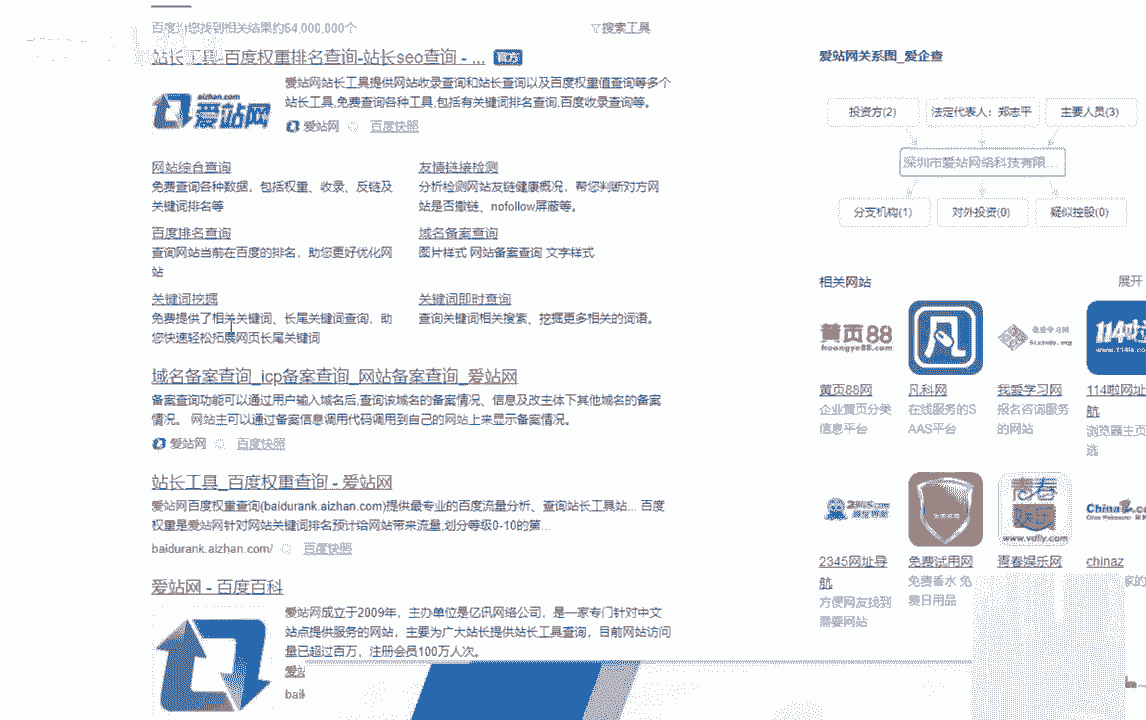 百度为您找到相关结果约64,000,000个
搜索工具
站长工具-百度权重排名查询-站长seo查询 - ...
官方
爱站网站长工具提供网站收录查询和站长查询以及百度权重值查询等多个
站长工具,免费查询各种工具,包括有关键词排名查询,百度收录查询等。
aizhan.com
爱站网
爱站网 百度快照
网站综合查询
免费查询各种数据，包括权重、收录、反链及
关键词排名等
友情链接检测
分析检测网站友链健康概况，帮您判断对方网
站是否撤链、nofollow屏蔽等。
百度排名查询
查询网站当前在百度的排名，助您更好优化网
站
域名备案查询
图片样式 网站备案查询 文字样式
关键词挖掘
免费提供了相关关键词、长尾关键词查询，助
您快速轻松拓展网页长尾关键词
关键词即时查询
查询关键词相关搜索、挖掘更多相关的词语。
域名备案查询_icp备案查询_网站备案查询_爱站网
备案查询功能可以通过用户输入域名后,查询该域名的备案情况、信息及改主体下其他域名的备案
情况。 网站主可以通过备案信息调用代码调用到自己的网站上来显示备案情况。
爱站网 百度快照
站长工具_百度权重查询 - 爱站网
爱站网百度权重查询(baidurank.aizhan.com)提供最专业的百度流量分析、查询站长工具站... 百度
权重是爱站网针对网站关键词排名预计给网站带来流量,划分等级0-10的第...
baidurank.aizhan.com/ 百度快照
爱站网 - 百度百科
爱站网成立于2009年，主办单位是亿讯网络公司，是一家专门针对中文
站点提供服务的网站，主要为广大站长提供站长工具查询，目前网站访问
量已超过百万，注册会员100万人次。
爱站
baik
爱站网关系图_爱企查
投资方(2) 法定代表人：郑志平 主要人员(3)
深圳市爱站网络科技有限...
分支机构(1) 对外投资(0) 疑似控股(0)
相关网站
展开
黄页88
huangye88.com
凡
114啦
黄页88网
企业黄页分类
信息平台
凡科网
在线服务的S
AAS平台
我爱学习网
报名咨询服务
的网站
114啦网址
航
浏览器主页
选
2345网址导
航
方便网友找到
需要网站
免费试用网
免费香水 免
费日用品
青春
娱乐
青春娱乐网
chinaz
家的